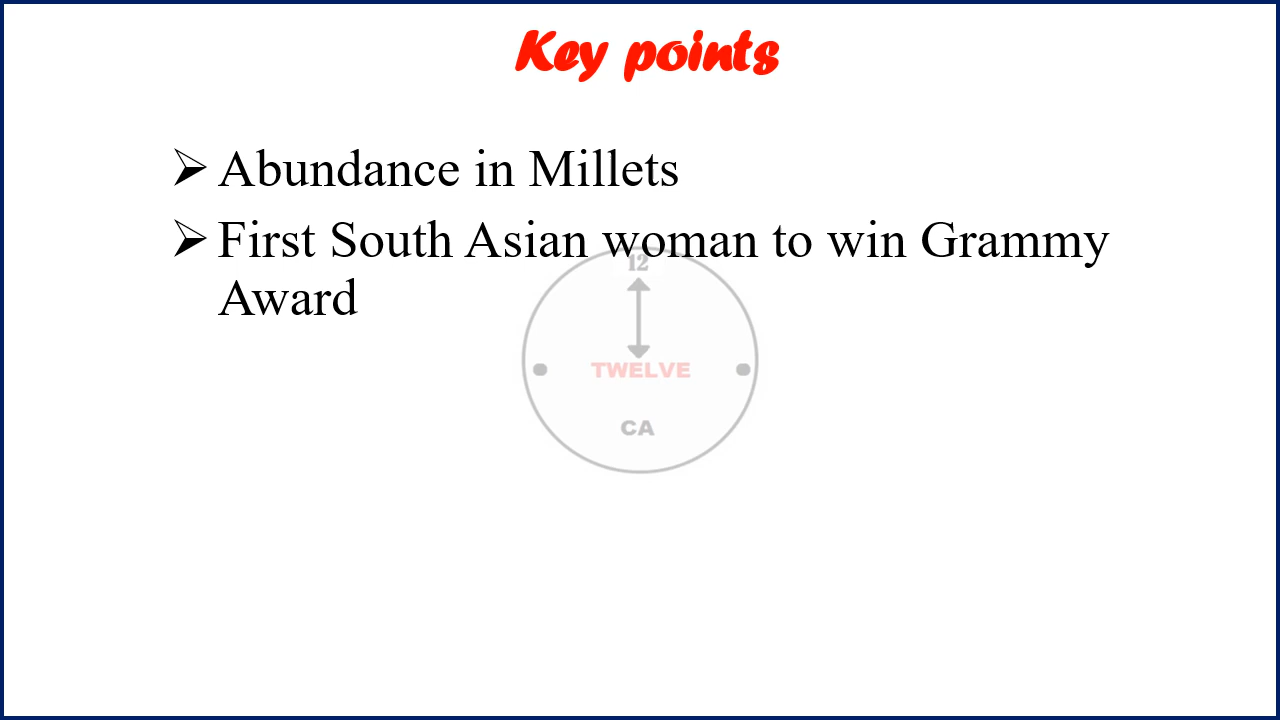 Key points
➢ Abundance in Millets
➢ First South Asian woman to win Grammy
Award
12
TWELVE
CA